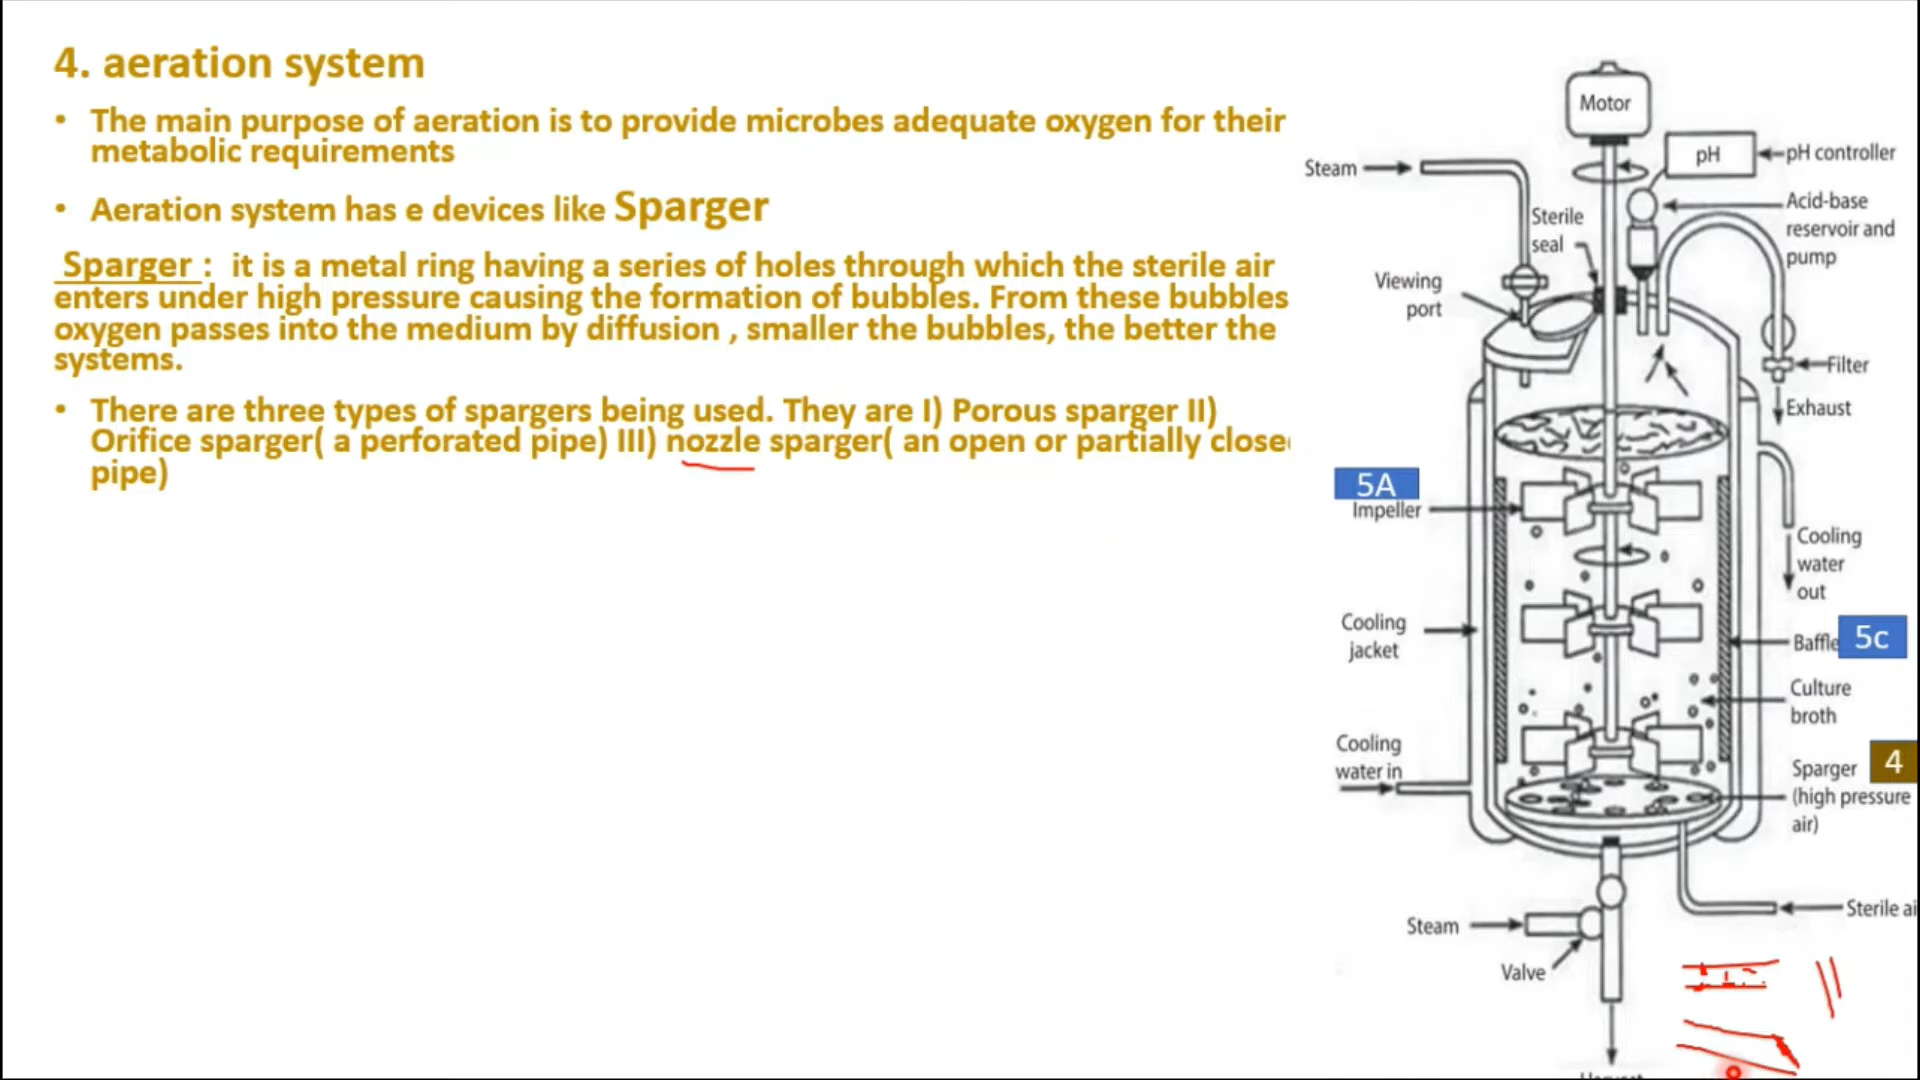 4. aeration system
• The main purpose of aeration is to provide microbes adequate oxygen for their
metabolic requirements
• Aeration system has e devices like Sparger
Sparger : it is a metal ring having a series of holes through which the sterile air
enters under high pressure causing the formation of bubbles. From these bubbles
oxygen passes into the medium by diffusion , smaller the bubbles, the better the
systems.
• There are three types of spargers being used. They are I) Porous sparger II)
Orifice sparger( a perforated pipe) III) nozzle sparger( an open or partially close
pipe)
Motor
pH
pH controller
Steam
Acid-base
reservoir and
pump
Sterile
seal
Viewing
port
Filter
Exhaust
5A
Impeller
Cooling
water
out
Cooling
jacket
Baffle
5c
Culture
broth
Cooling
water in
Sparger
(high pressure
air)
4
Sterile ai
Steam
Valve